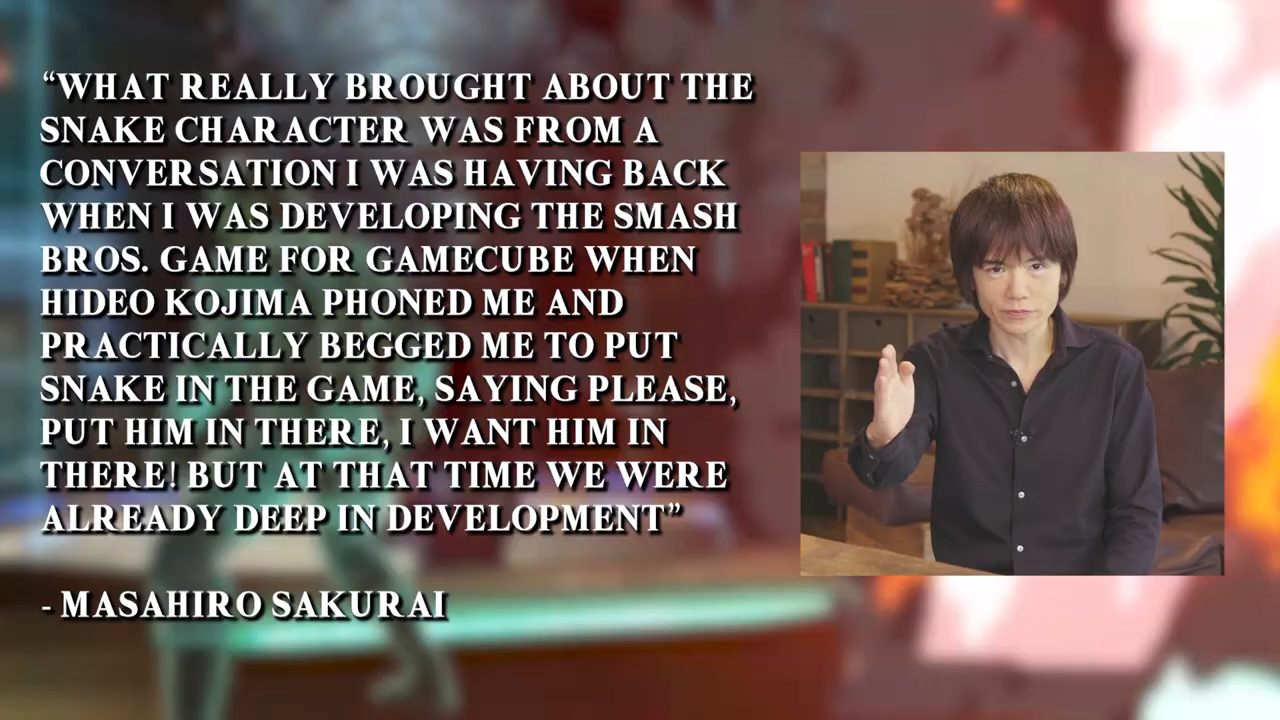 “WHAT REALLY BROUGHT ABOUT THE
SNAKE CHARACTER WAS FROM A
CONVERSATION I WAS HAVING BACK
WHEN I WAS DEVELOPING THE SMASH
BROS. GAME FOR GAMECUBE WHEN
HIDEO KOJIMA PHONED ME AND
PRACTICALLY BEGGED ME TO PUT
SNAKE IN THE GAME, SAYING PLEASE,
PUT HIM IN THERE, I WANT HIM IN
THERE! BUT AT THAT TIME WE WERE
ALREADY DEEP IN DEVELOPMENT”
- MASAHIRO SAKURAI